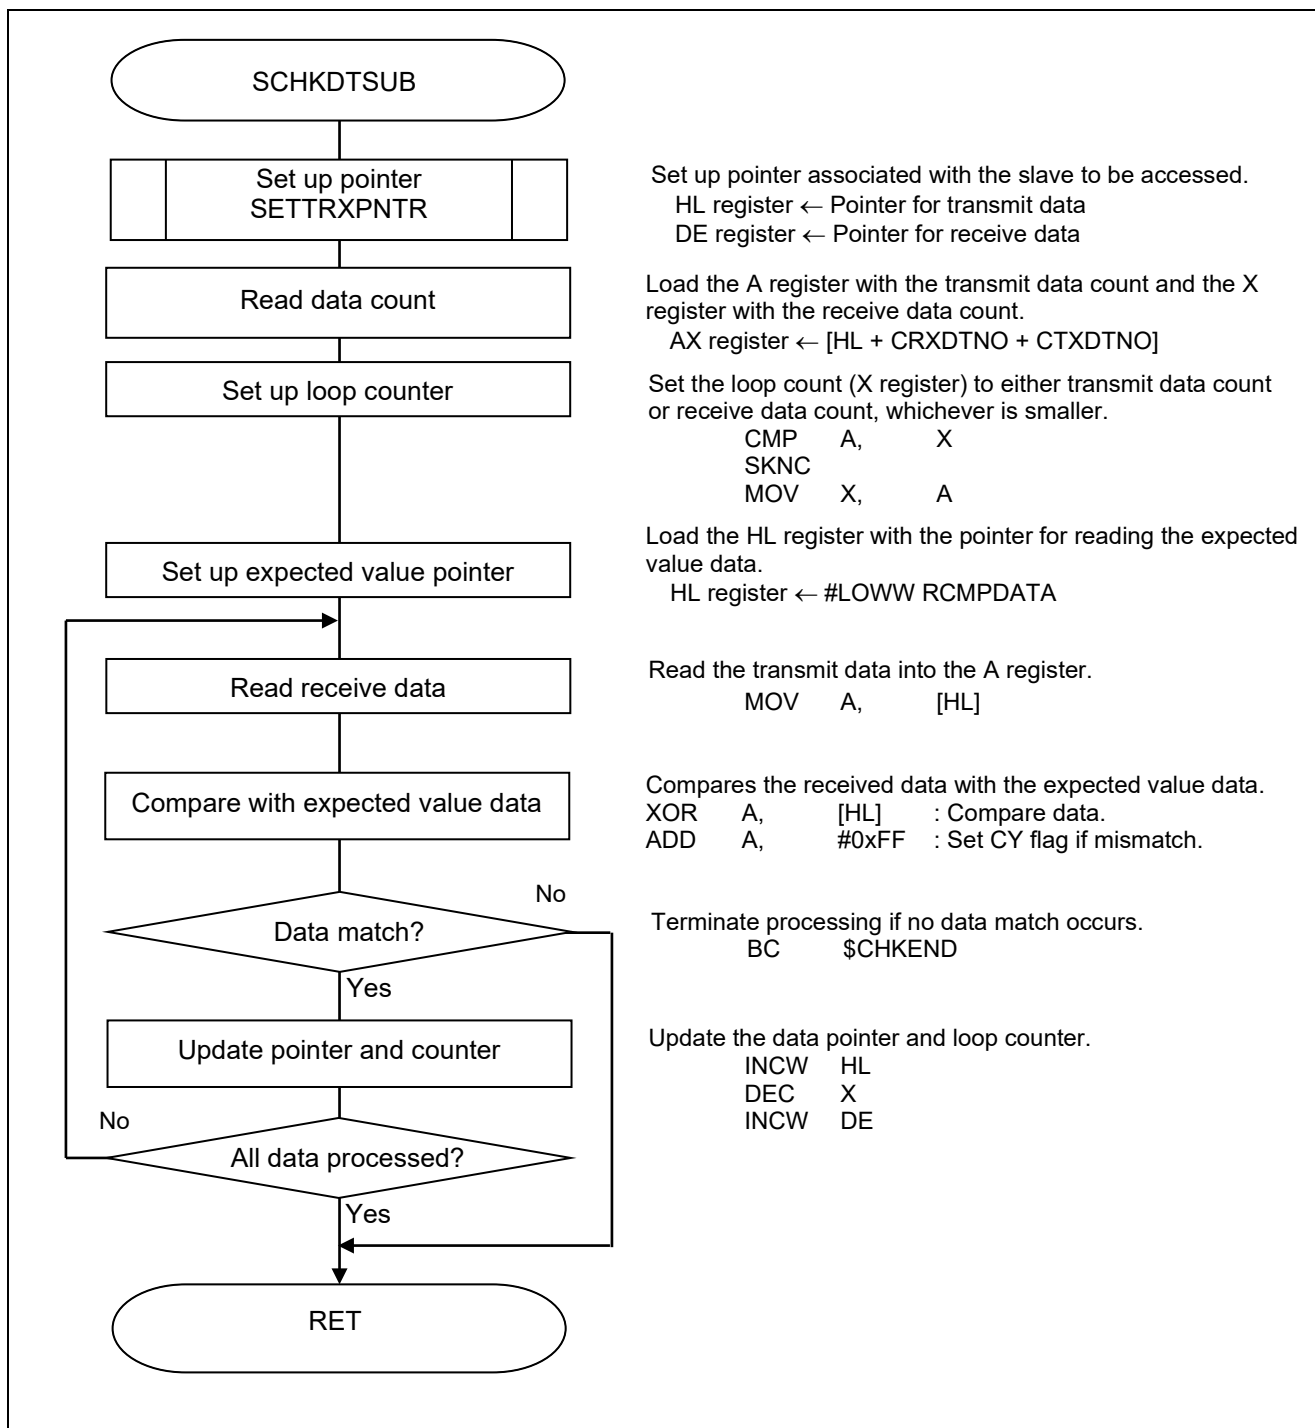 SCHKDTSUB
Set up pointer
SETTRXPNTR
Set up pointer associated with the slave to be accessed.
HL register ← Pointer for transmit data
DE register ← Pointer for receive data
Read data count
Load the A register with the transmit data count and the X
register with the receive data count.
AX register ← [HL + CRXDTNO + CTXDTNO]
Set up loop counter
Set the loop count (X register) to either transmit data count
or receive data count, whichever is smaller.
CMP A, X
SKNC
MOV X, A
Set up expected value pointer
Load the HL register with the pointer for reading the expected
value data.
HL register ← #LOWW RCMPDATA
Read receive data
Read the transmit data into the A register.
MOV A, [HL]
Compare with expected value data
Compares the received data with the expected value data.
XOR A, [HL] : Compare data.
ADD A, #0xFF : Set CY flag if mismatch.
No
Data match?
Terminate processing if no data match occurs.
BC $CHKEND
Yes
Update pointer and counter
Update the data pointer and loop counter.
INCW HL
DEC X
INCW DE
No
All data processed?
Yes
RET